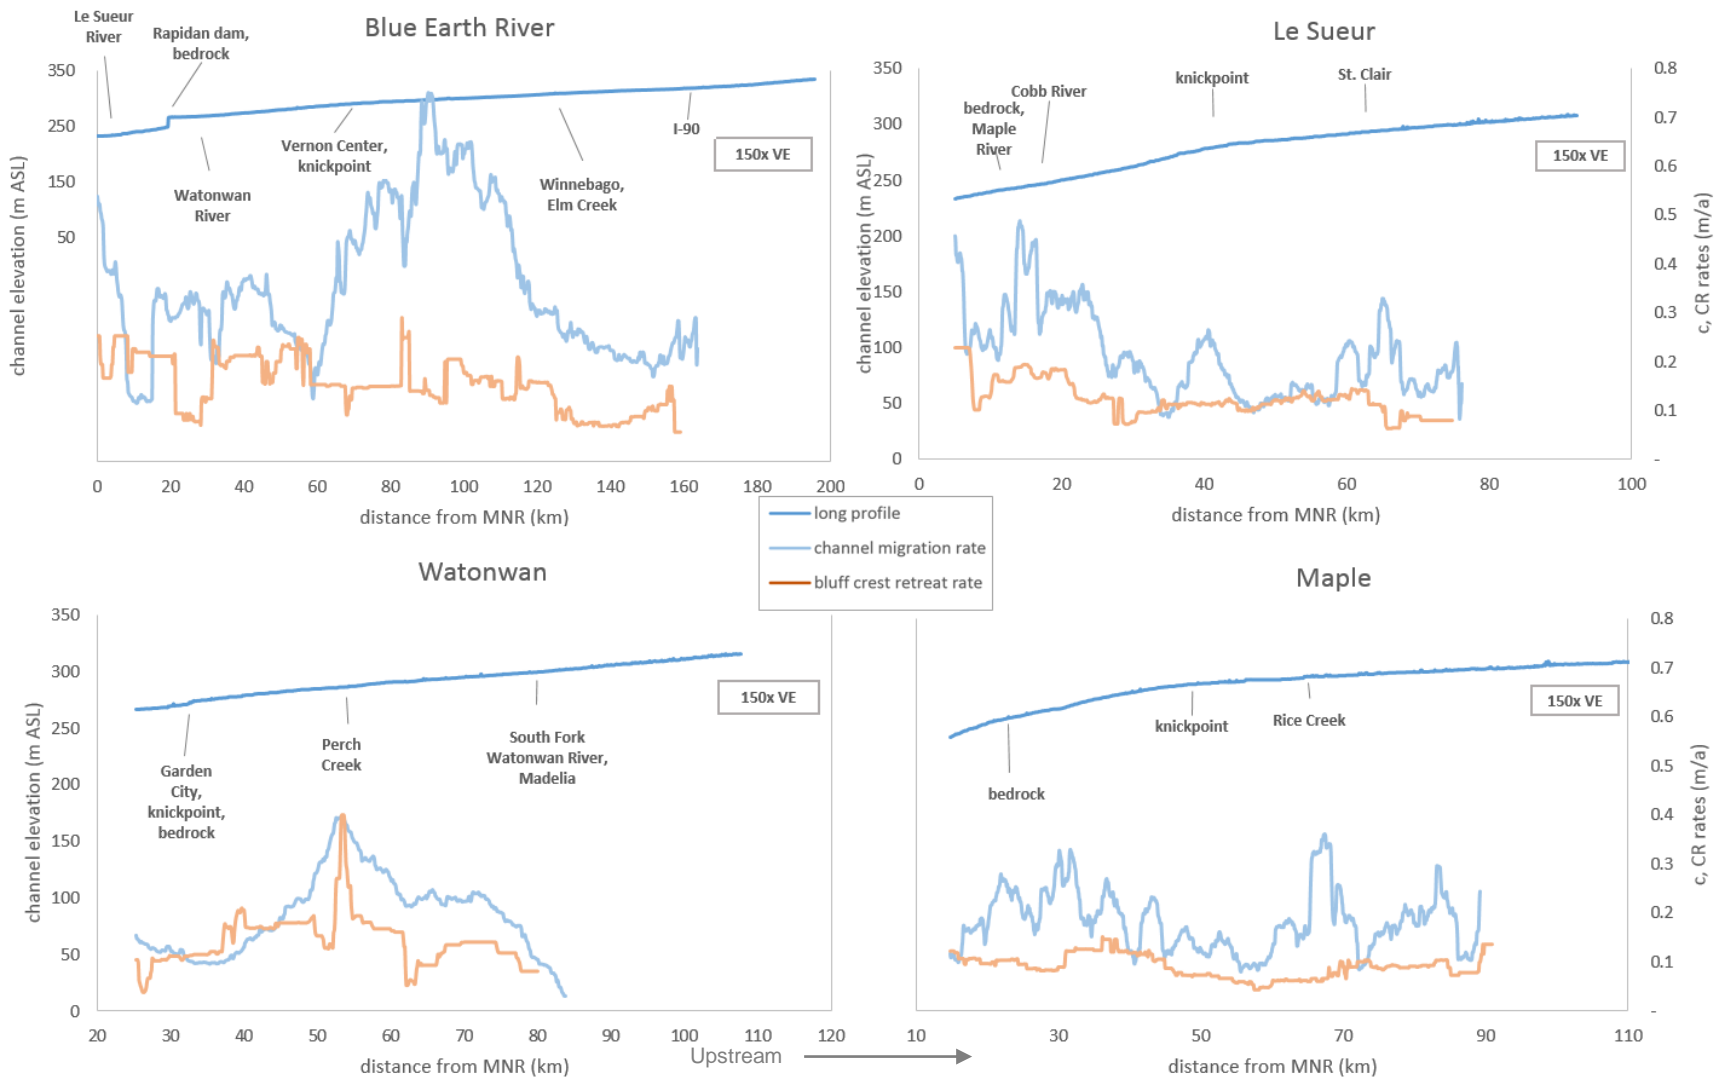 Blue Earth River
Le Sueur
River
Rapidan dam,
bedrock
350
250
150
50
channel elevation (m ASL)
Watonwan
River
Vernon Center,
knickpoint
Winnebago,
Elm Creek
I-90
150x VE
0 20 40 60 80 100 120 140 160 180 200
distance from MNR (km)
Le Sueur
350
300
250
200
150
100
50
0
channel elevation (m ASL)
bedrock,
Maple
River
Cobb River
knickpoint
St. Clair
150x VE
0.8
0.7
0.6
0.5
0.4
0.3
0.2
0.1
-
c, CR rates (m/a)
0 20 40 60 80 100
distance from MNR (km)
long profile
channel migration rate
bluff crest retreat rate
Watonwan
350
300
250
200
150
100
50
0
channel elevation (m ASL)
Garden
City,
knickpoint,
bedrock
Perch
Creek
South Fork
Watonwan River,
Madelia
150x VE
20 30 40 50 60 70 80 90 100 110 120
distance from MNR (km)
Upstream
Maple
bedrock
knickpoint
Rice Creek
150x VE
0.8
0.7
0.6
0.5
0.4
0.3
0.2
0.1
-
c, CR rates (m/a)
10 30 50 70 90 110
distance from MNR (km)